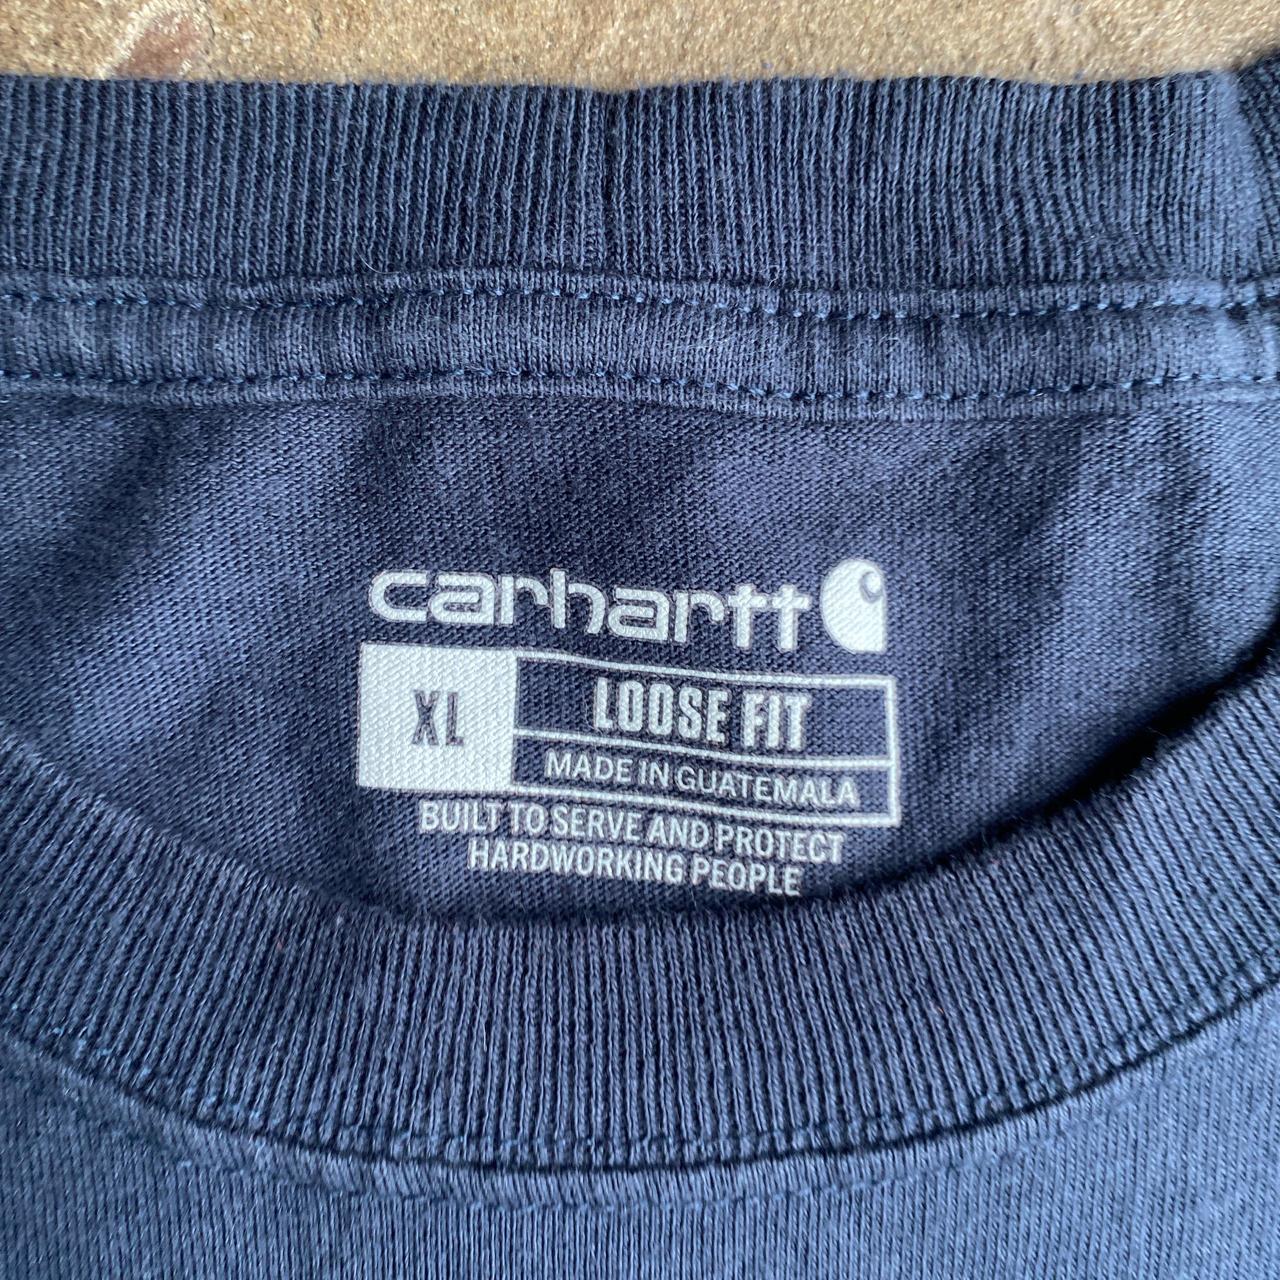 carhartt
XL
LOOSE FIT
MADE IN GUATEMALA
BUILT TO SERVE AND PROTECT
HARDWORKING PEOPLE